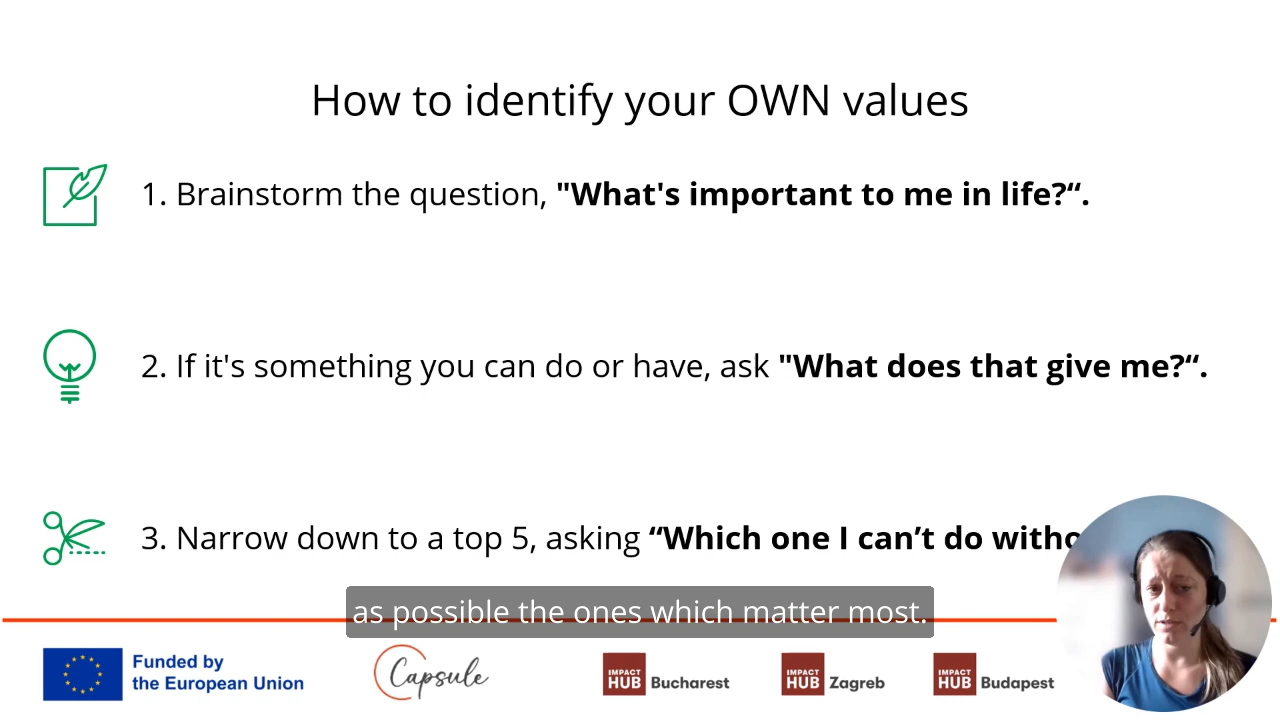 How to identify your OWN values
1. Brainstorm the question, "What's important to me in life?“.
2. If it's something you can do or have, ask "What does that give me?“.
3. Narrow down to a top 5, asking “Which one I can’t do witho
as possible the ones which matter most.
Funded by
the European Union
Capsule
IMPACT
HUB Bucharest
IMPACT
HUB Zagreb
IMPACT
HUB Budapest